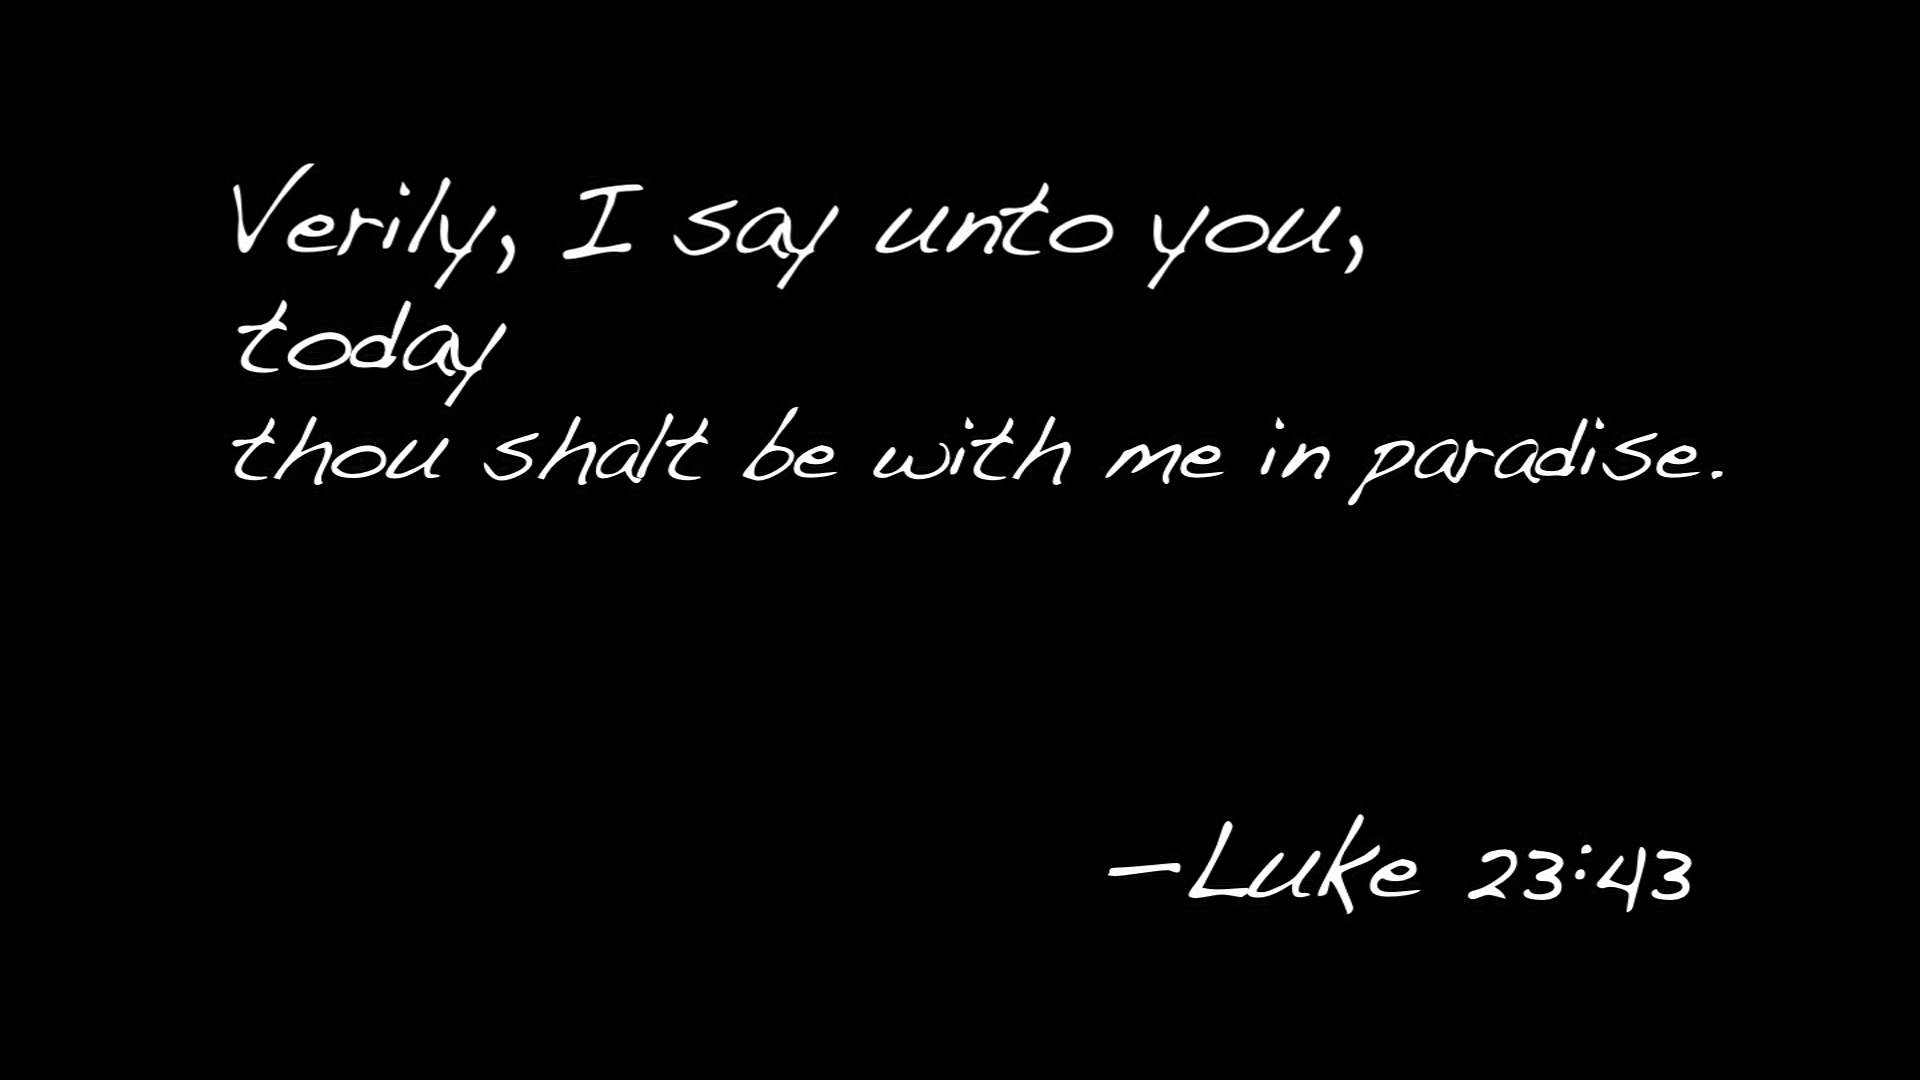 Verily, I say unto you,
today
thou shalt be with me in paradise.
—Luke 23:43